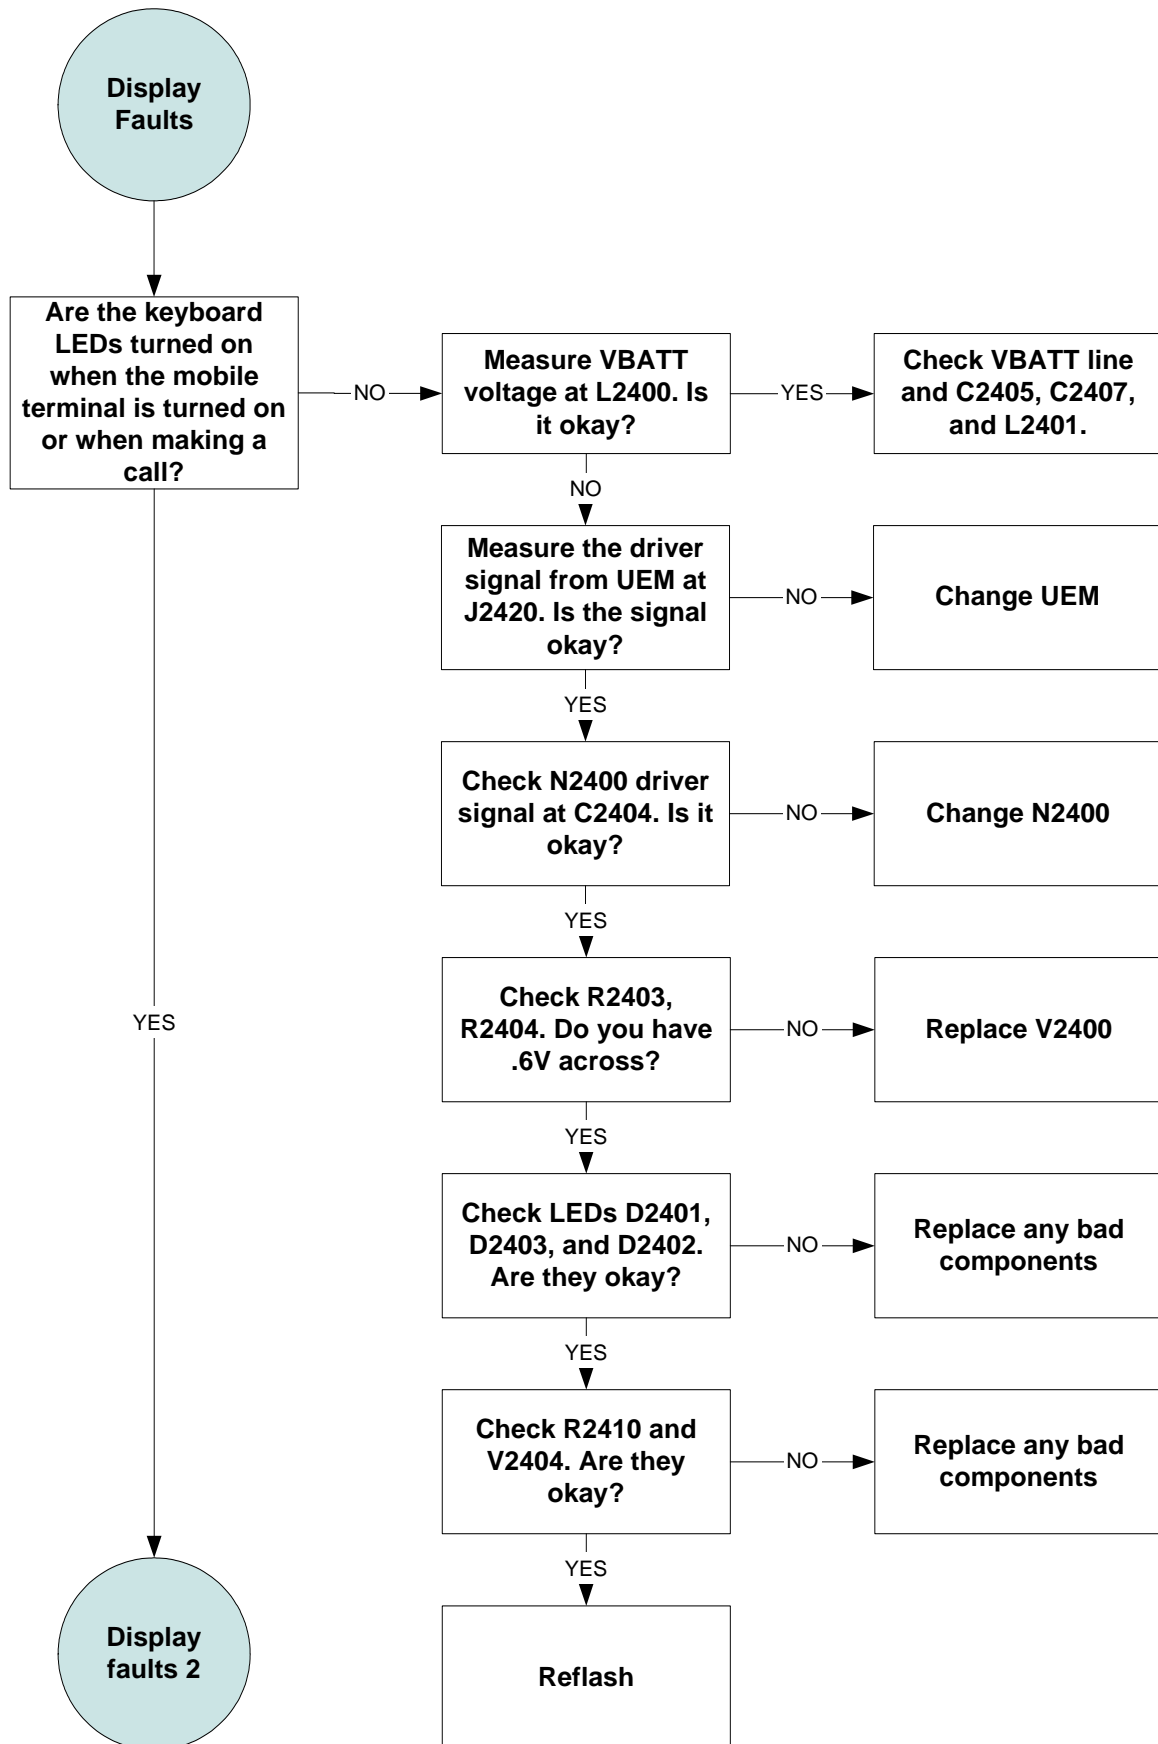 Display
Faults
Are the keyboard
LEDs turned on
when the mobile
terminal is turned on
or when making a
call?
NO
Measure VBATT
voltage at L2400. Is
it okay?
YES
Check VBATT line
and C2405, C2407,
and L2401.
NO
Measure the driver
signal from UEM at
J2420. Is the signal
okay?
NO
Change UEM
YES
Check N2400 driver
signal at C2404. Is it
okay?
NO
Change N2400
YES
Check R2403,
R2404. Do you have
.6V across?
NO
Replace V2400
YES
YES
Check LEDs D2401,
D2403, and D2402.
Are they okay?
NO
Replace any bad
components
YES
Check R2410 and
V2404. Are they
okay?
NO
Replace any bad
components
YES
Display
faults 2
Reflash